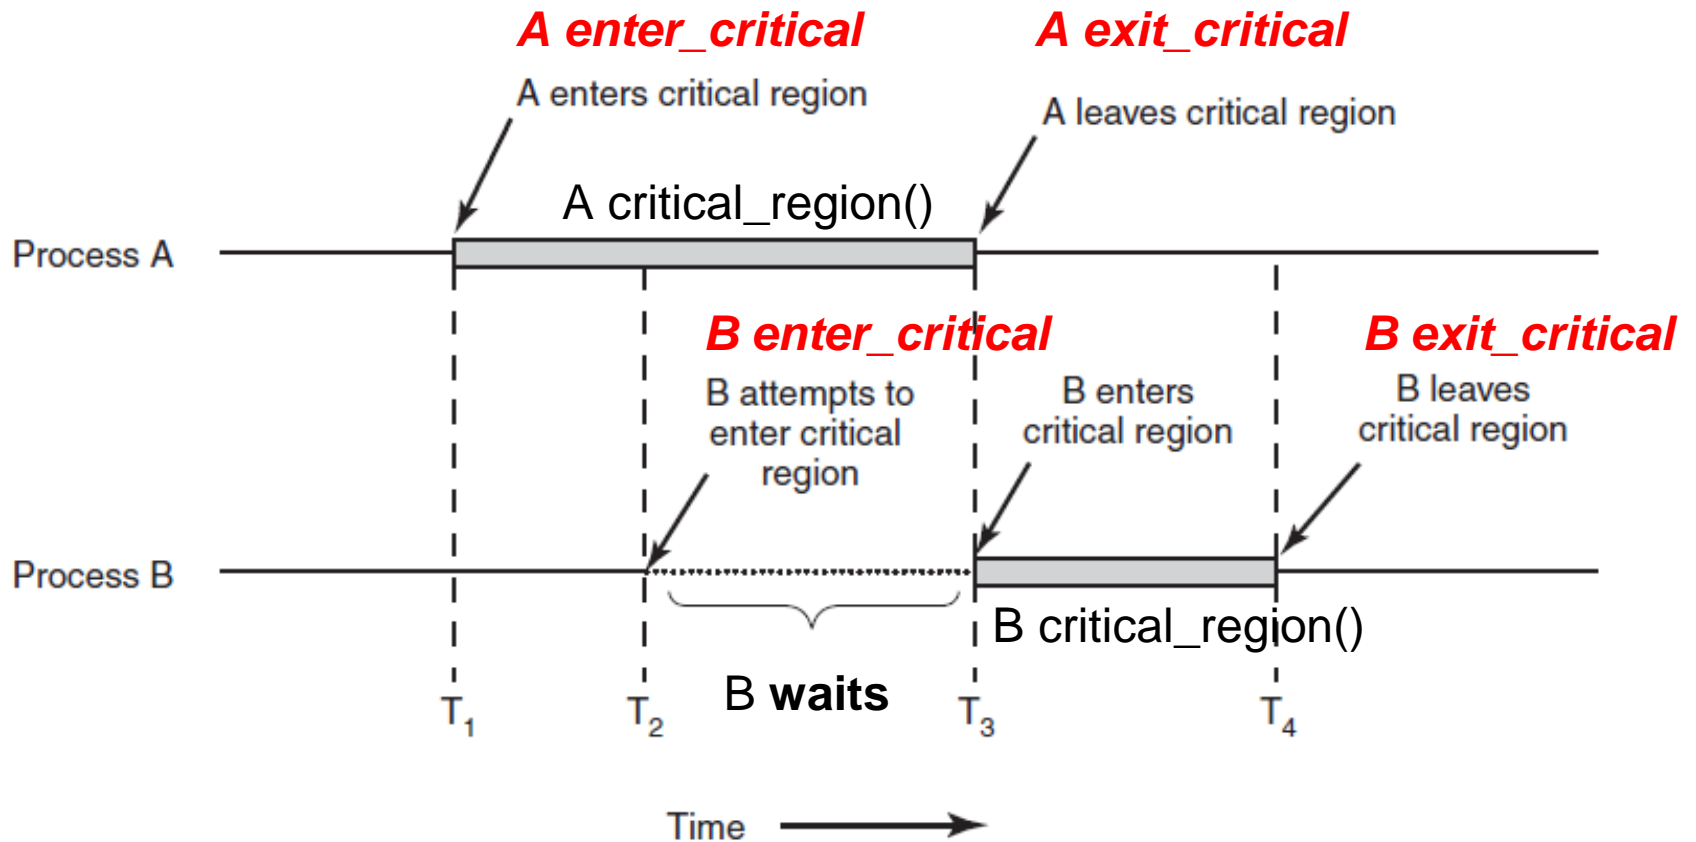 A enter_critical
A exit_critical
A enters critical region
A leaves critical region
A critical_region()
Process A
B enter_critical
B exit_critical
B attempts to
enter critical
region
B enters
critical region
B leaves
critical region
Process B
B critical_region()
B waits
T1
T2
T3
T4
Time